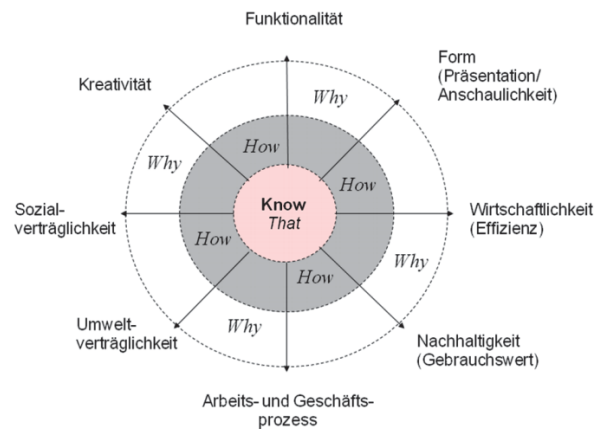 Funktionalität
Form
(Präsentation/
Anschaulichkeit)
Kreativität
Why
How
Why
How
Know
That
Sozial-
verträglichkeit
Wirtschaftlichkeit
(Effizienz)
How
Why
How
Why
Umwelt-
verträglichkeit
Nachhaltigkeit
(Gebrauchswert)
Arbeits- und Geschäfts-
prozess